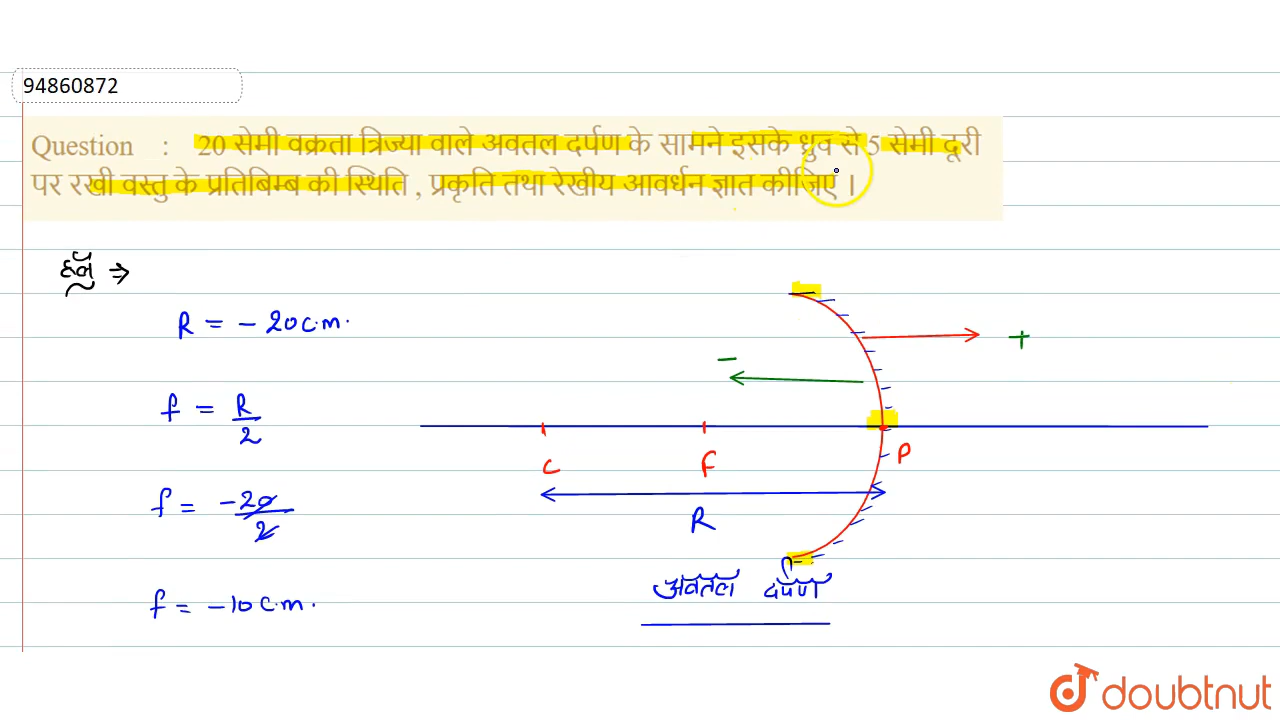 94860872
Question : 20 सेमी वक्रता त्रिज्या वाले अवतल दर्पण के सामने इसके ध्रुव से 5 सेमी दूरी
पर रखी वस्तु के प्रतिबिम्ब की स्थिति , प्रकृति तथा रेखीय आवर्धन ज्ञात कीजिए ।
हल ⇒
R = - 20 c.m.
f = R/2
f = -20/2
f = -10 c.m.
+
-
C
F
P
R
अवतल दर्पण
doubtnut